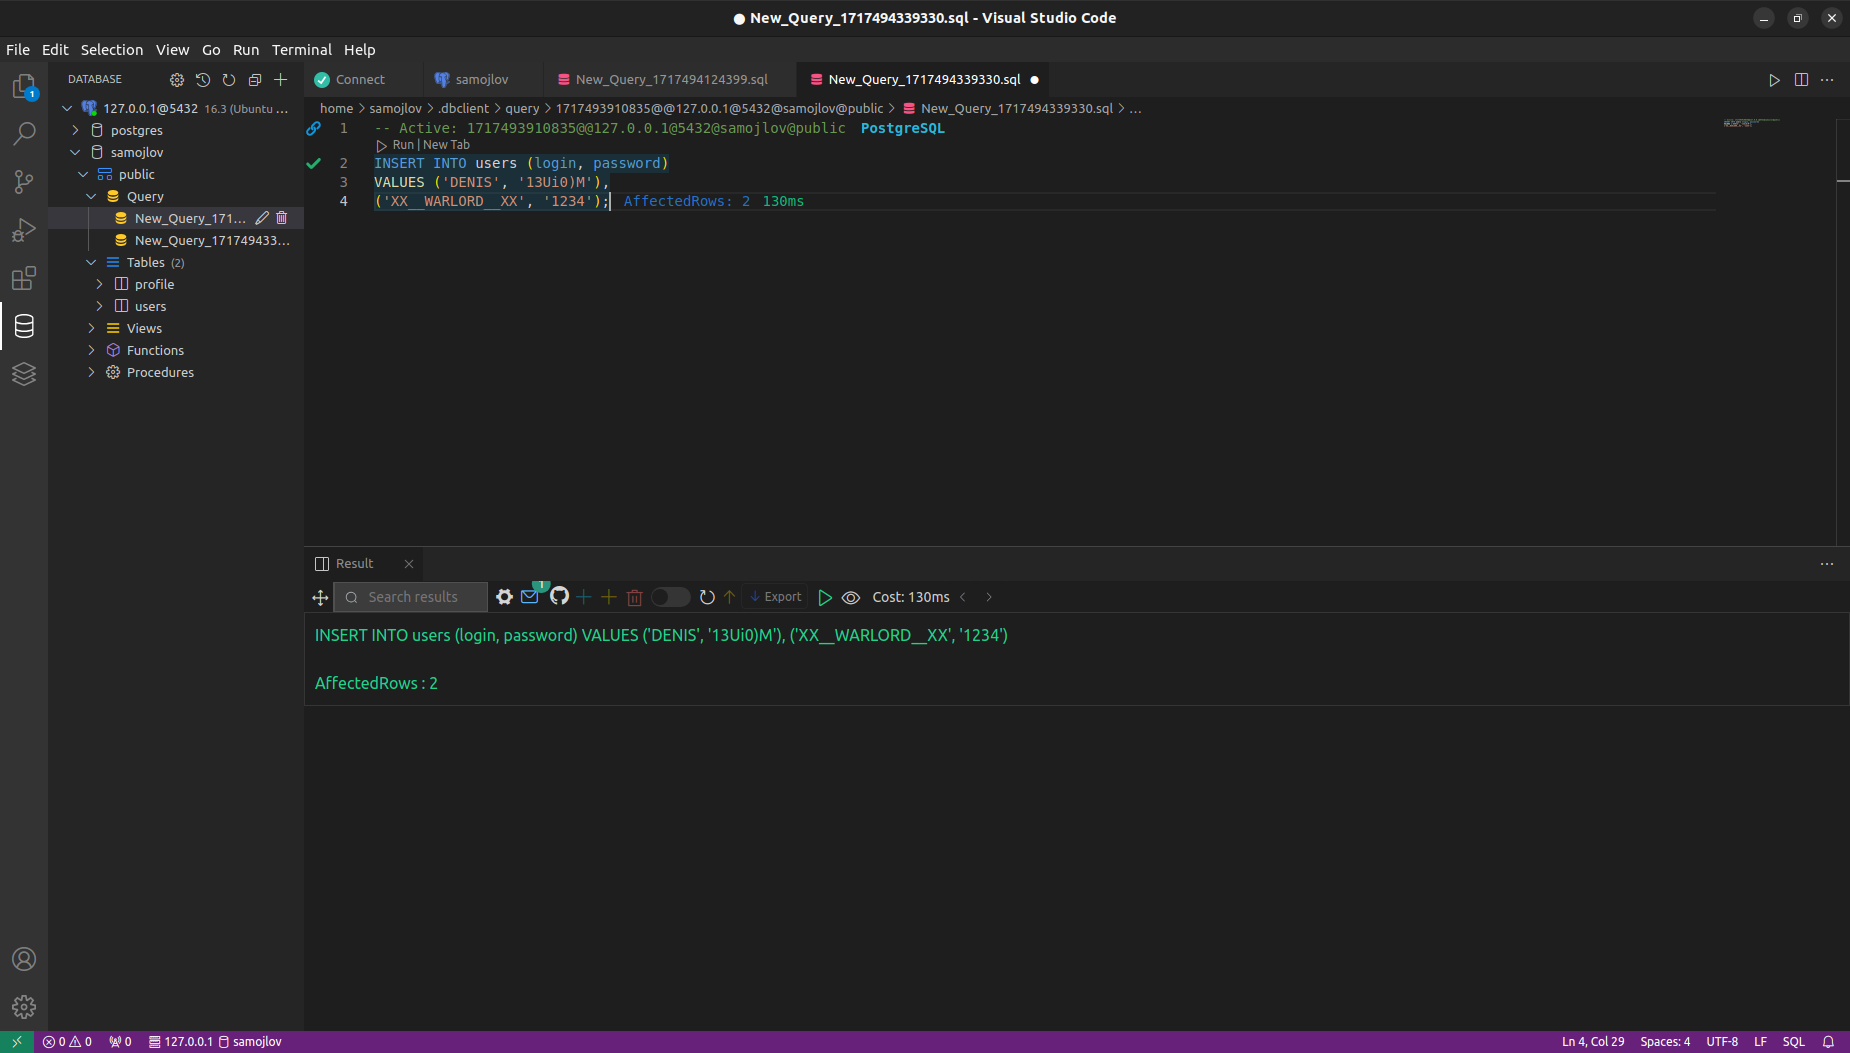 New_Query_1717494339330.sql - Visual Studio Code
File Edit Selection View Go Run Terminal Help
1
DATABASE
127.0.0.1@5432 16.3 (Ubuntu ...
postgres
samojlov
public
Query
New_Query_171...
New_Query_171749433...
Tables (2)
profile
users
Views
Functions
Procedures
Connect samojlov New_Query_1717494124399.sql New_Query_1717494339330.sql
home > samojlov > .dbclient > query > 1717493910835@@127.0.0.1@5432@samojlov@public > New_Query_1717494339330.sql > ...
1 -- Active: 1717493910835@@127.0.0.1@5432@samojlov@public PostgreSQL
Run | New Tab
2 INSERT INTO users (login, password)
3 VALUES ('DENIS', '13Ui0)M'),
4 ('XX__WARLORD__XX', '1234'); AffectedRows: 2 130ms
Result
Search results 1 Export Cost: 130ms
INSERT INTO users (login, password) VALUES ('DENIS', '13Ui0)M'), ('XX__WARLORD__XX', '1234')
AffectedRows : 2
0 0 0 127.0.0.1 samojlov Ln 4, Col 29 Spaces: 4 UTF-8 LF SQL